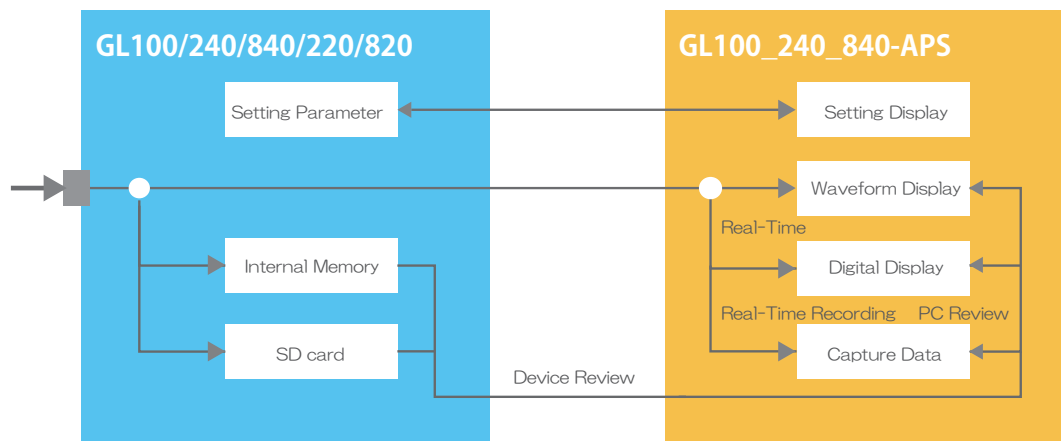 GL100/240/840/220/820
GL100_240_840-APS
Setting Parameter
Setting Display
Waveform Display
Real-Time
Internal Memory
Digital Display
Real-Time Recording
PC Review
SD card
Capture Data
Device Review